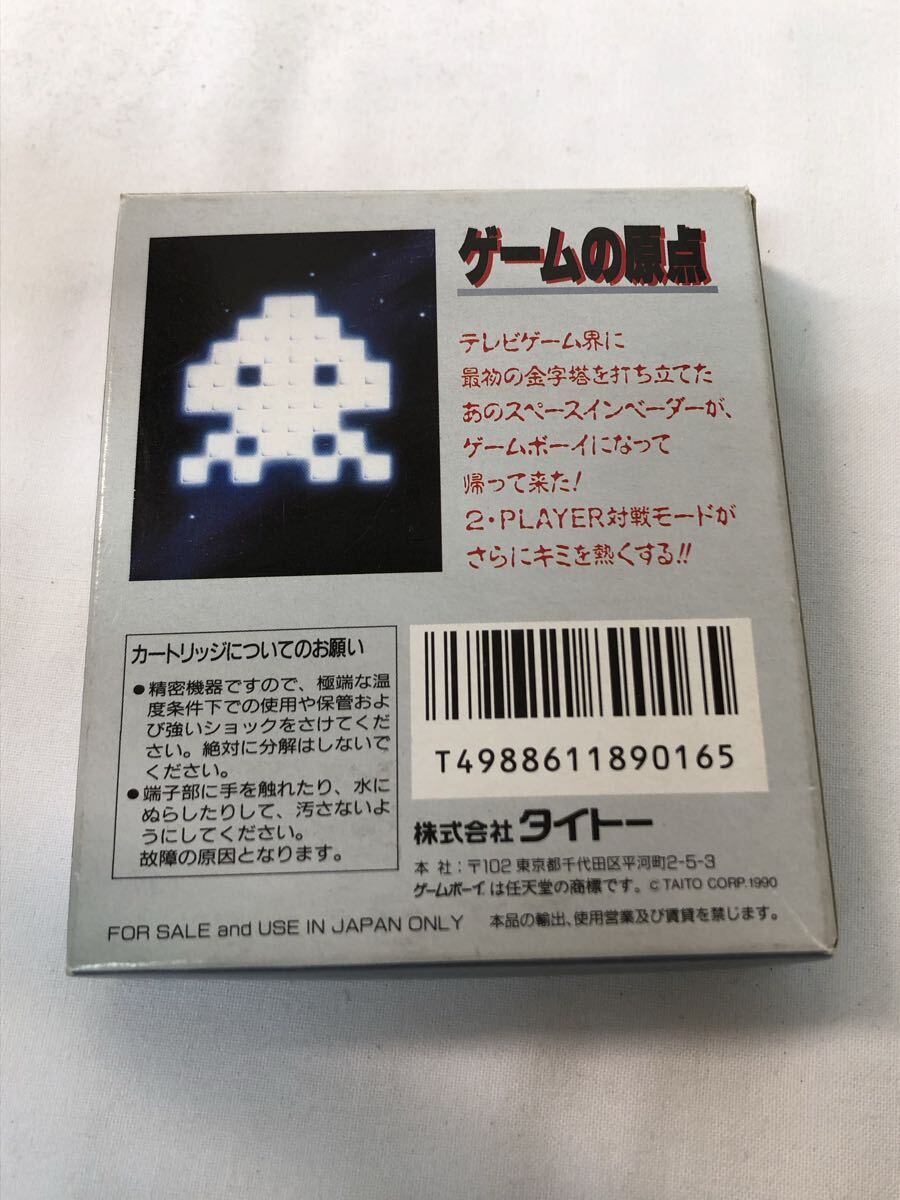 ゲームの原点
テレビゲーム界に
最初の金字塔を打ち立てた
あのスペースインベーダーが、
ゲームボーイになって
帰って来た!
2・PLAYER対戦モードが
さらにキミを熱くする!!
カートリッジについてのお願い
●精密機器ですので、極端な温
度条件下での使用や保管およ
び強いショックをさけてくだ
さい。絶対に分解はしないで
ください。
●端子部に手を触れたり、水に
ぬらしたりして、汚さないよ
うにしてください。
故障の原因となります。
T4988611890165
株式会社 タイトー
本 社:〒102 東京都千代田区平河町2-5-3
ゲームボーイは任天堂の商標です。© TAITO CORP. 1990
FOR SALE and USE IN JAPAN ONLY 本品の輸出、使用営業及び賃貸を禁じます。